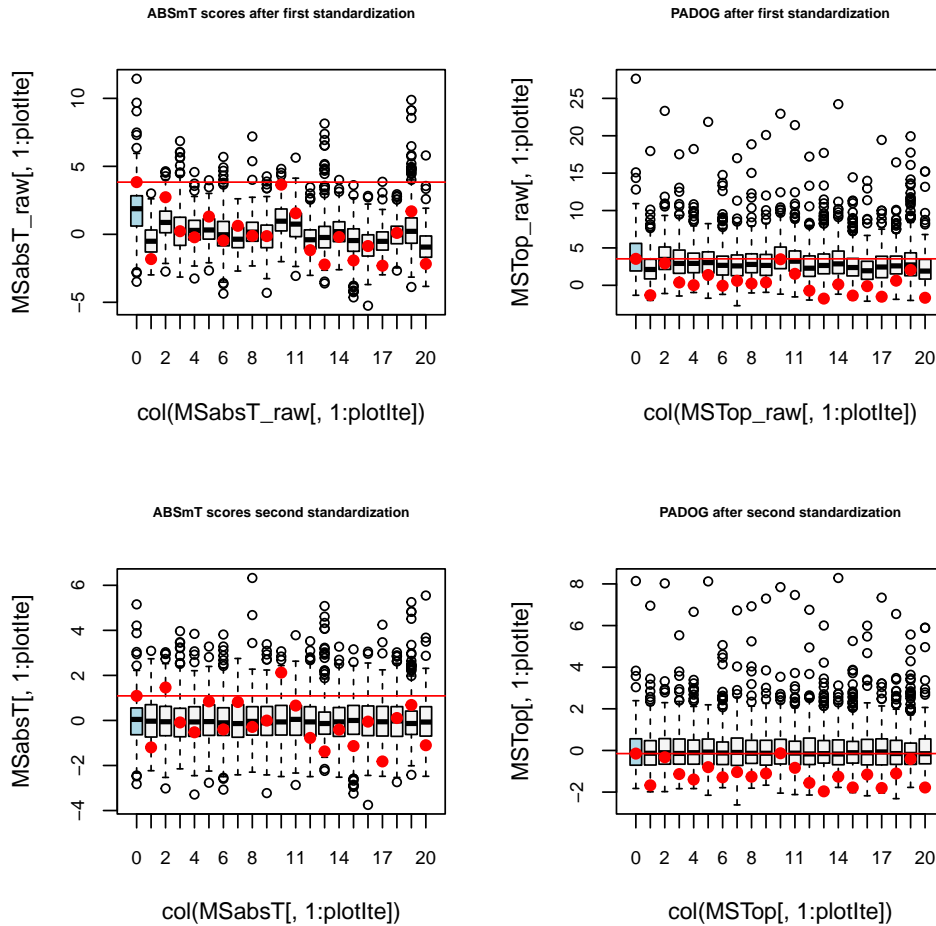 ABSmT scores after first standardization
MSabsT_raw[, 1:plotIte]
10
5
0
−5
0 2 4 6 8 11 14 17 20
col(MSabsT_raw[, 1:plotIte])
PADOG after first standardization
MSTop_raw[, 1:plotIte]
25
20
15
10
5
0
0 2 4 6 8 11 14 17 20
col(MSTop_raw[, 1:plotIte])
ABSmT scores second standardization
MSabsT[, 1:plotIte]
6
4
2
0
−2
−4
0 2 4 6 8 11 14 17 20
col(MSabsT[, 1:plotIte])
PADOG after second standardization
MSTop[, 1:plotIte]
8
6
4
2
0
−2
0 2 4 6 8 11 14 17 20
col(MSTop[, 1:plotIte])